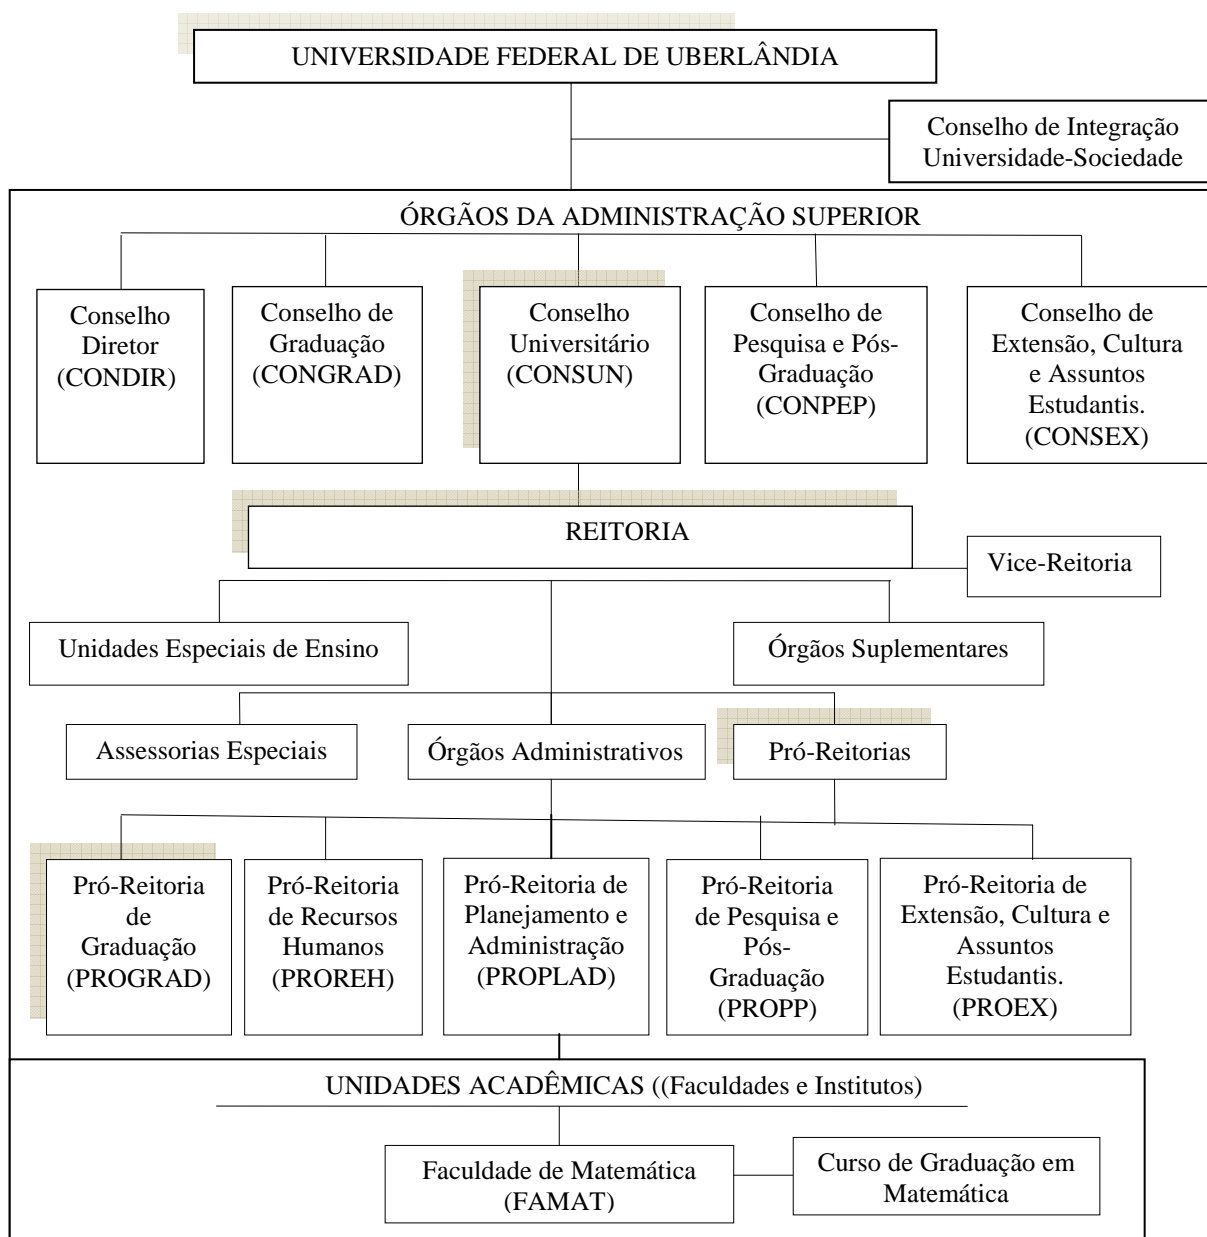 UNIVERSIDADE FEDERAL DE UBERLÂNDIA
Conselho de Integração
Universidade-Sociedade
ÓRGÃOS DA ADMINISTRAÇÃO SUPERIOR
Conselho
Diretor
(CONDIR)
Conselho de
Graduação
(CONGRAD)
Conselho
Universitário
(CONSUN)
Conselho de
Pesquisa e Pós-
Graduação
(CONPEP)
Conselho de
Extensão, Cultura
e Assuntos
Estudantis.
(CONSEX)
REITORIA
Vice-Reitoria
Unidades Especiais de Ensino
Órgãos Suplementares
Assessorias Especiais
Órgãos Administrativos
Pró-Reitorias
Pró-Reitoria
de
Graduação
(PROGRAD)
Pró-Reitoria
de Recursos
Humanos
(PROREH)
Pró-Reitoria de
Planejamento e
Administração
(PROPLAD)
Pró-Reitoria
de Pesquisa e
Pós-
Graduação
(PROPP)
Pró-Reitoria de
Extensão, Cultura e
Assuntos
Estudantis.
(PROEX)
UNIDADES ACADÊMICAS ((Faculdades e Institutos)
Faculdade de Matemática
(FAMAT)
Curso de Graduação em
Matemática